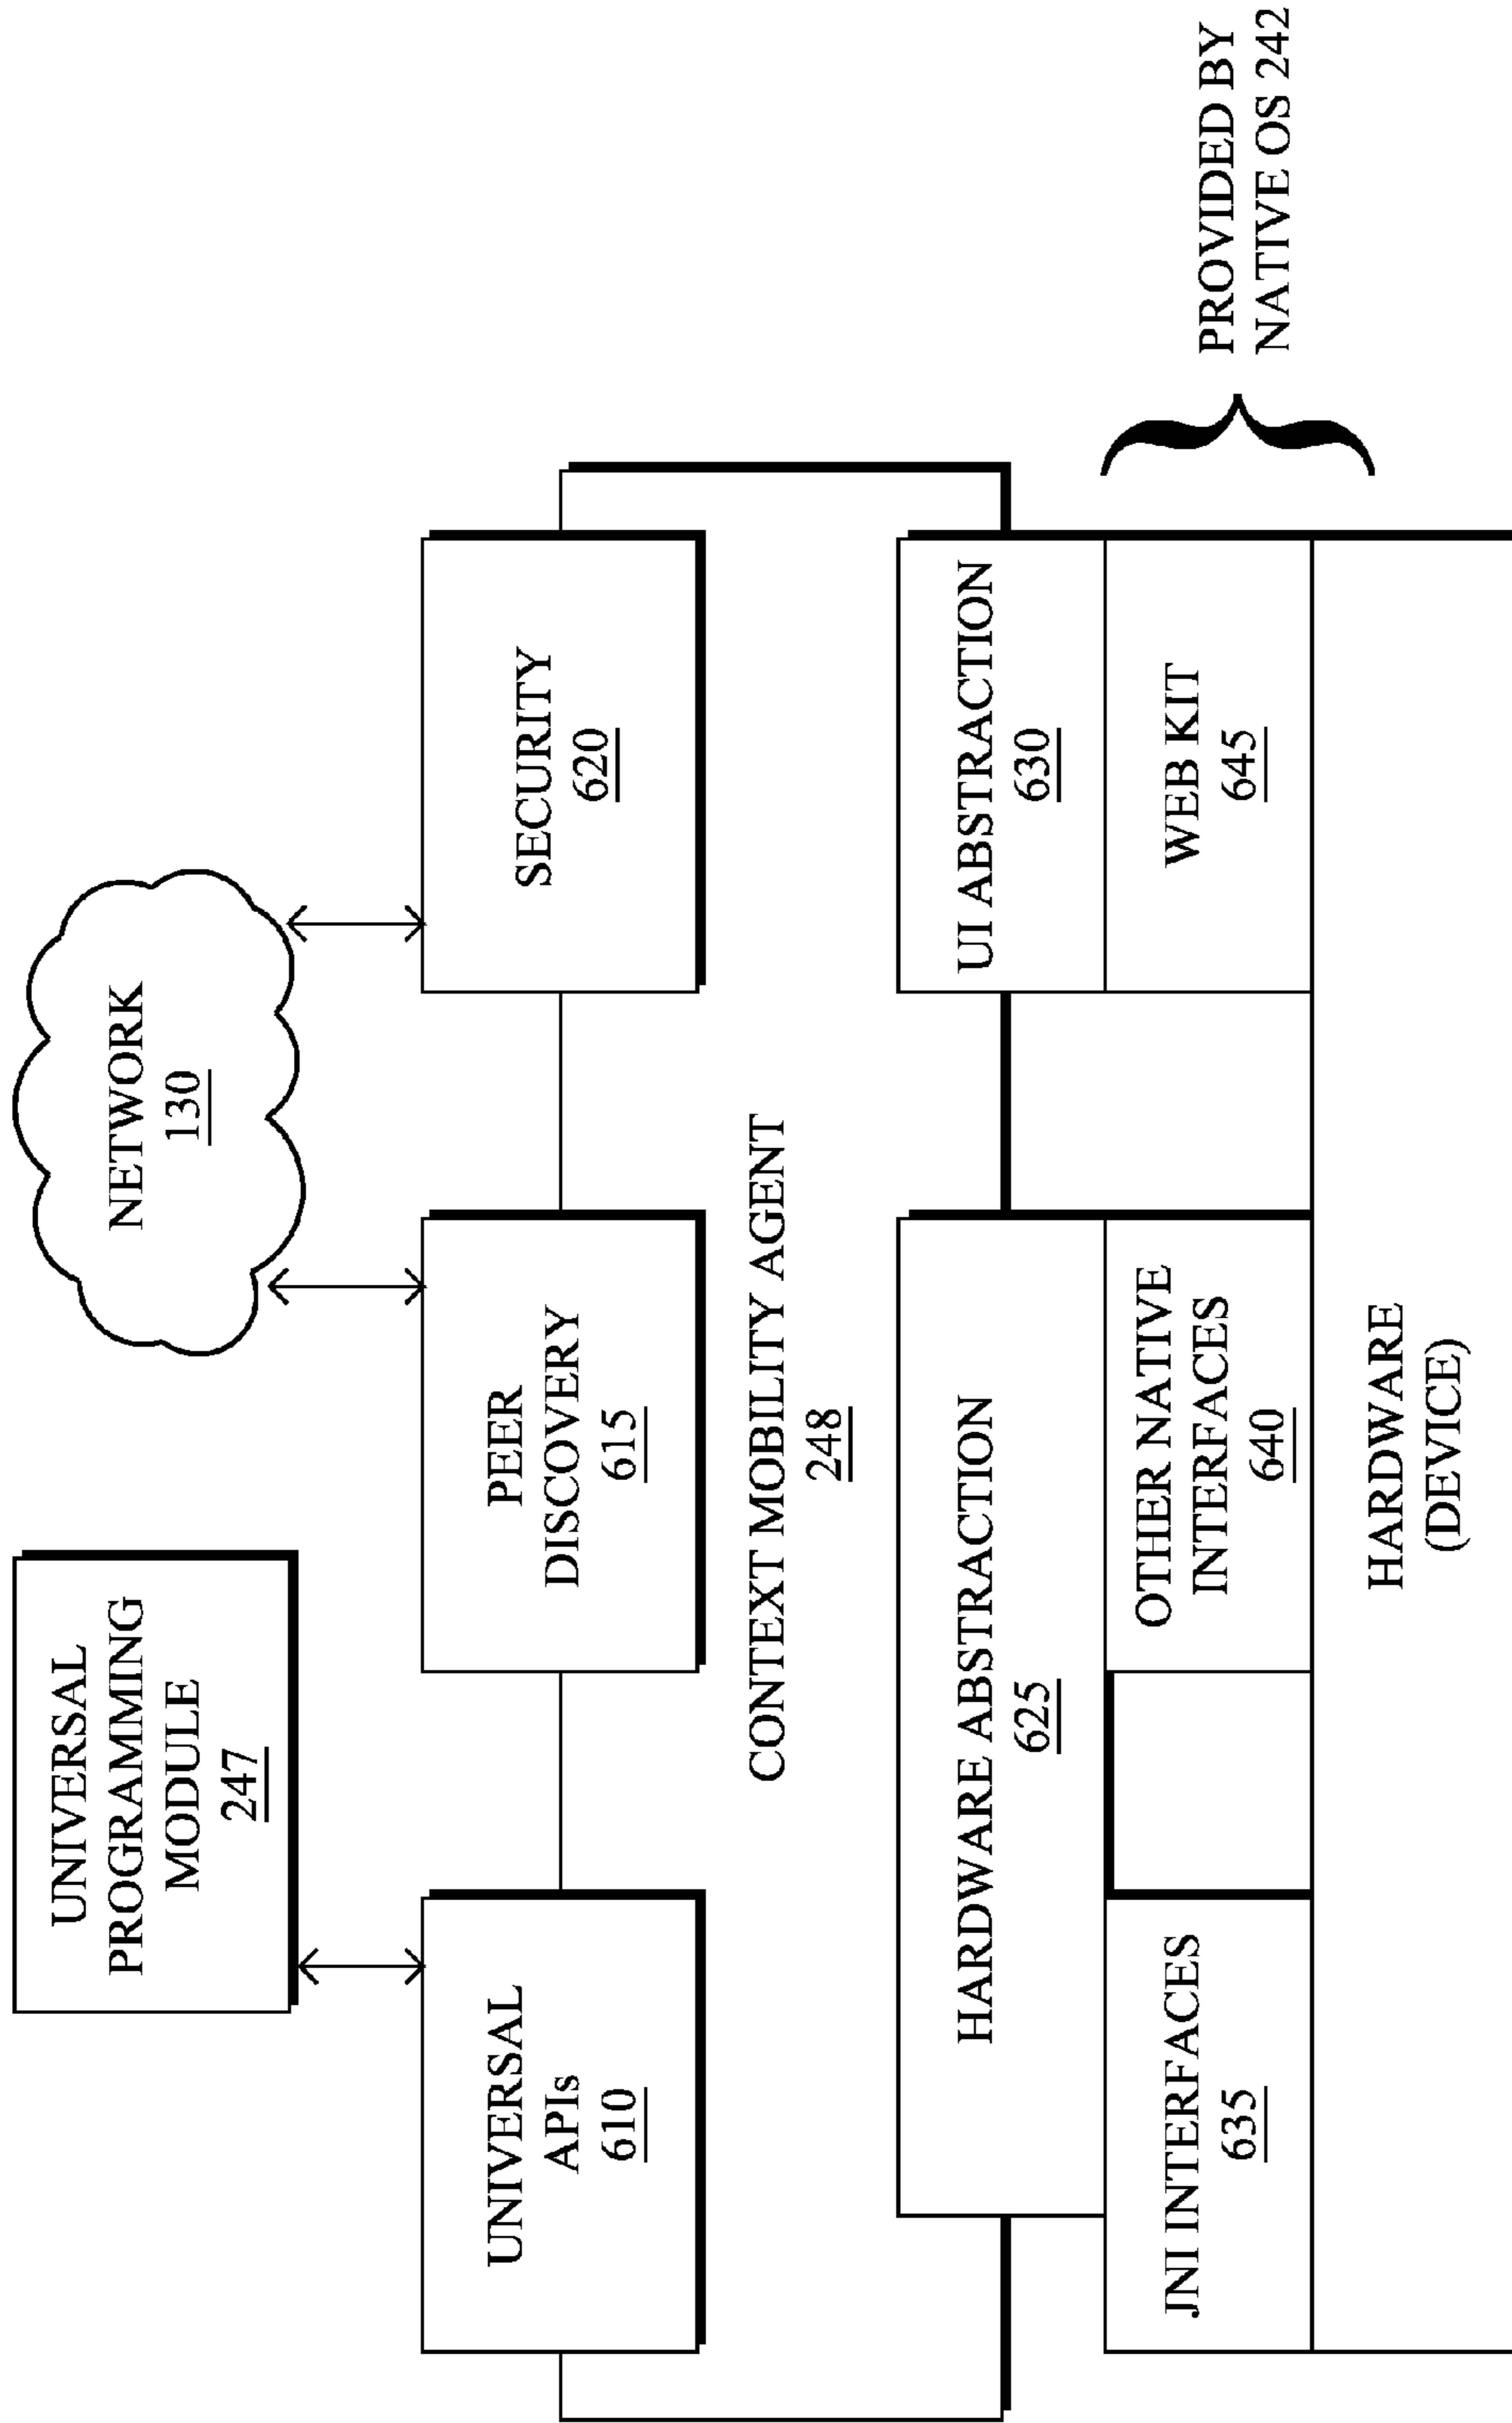 UNIVERSAL
PROGRAMMING
MODULE
247
NETWORK
130
UNIVERSAL
APIs
610
PEER
DISCOVERY
615
SECURITY
620
CONTEXT MOBILITY AGENT
248
HARDWARE ABSTRACTION
625
UI ABSTRACTION
630
JNI INTERFACES
635
OTHER NATIVE
INTERFACES
640
WEB KIT
645
PROVIDED BY
NATIVE OS 242
HARDWARE
(DEVICE)